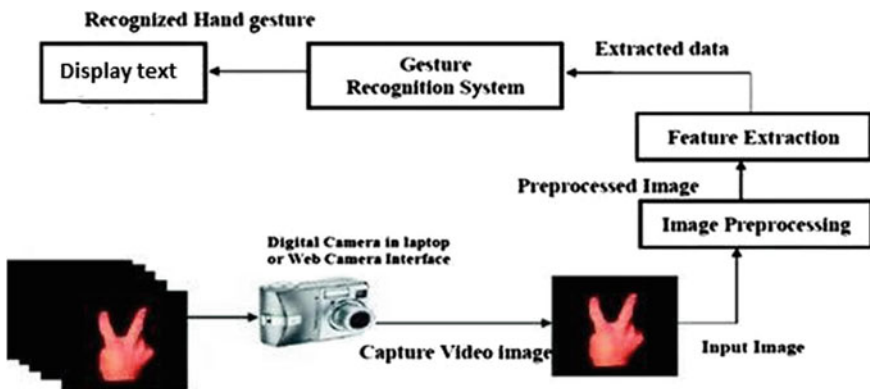 Recognized Hand gesture
Display text
Gesture
Recognition System
Extracted data
Feature Extraction
Preprocessed Image
Image Preprocessing
Digital Camera in laptop
or Web Camera Interface
Capture Video image
Input Image